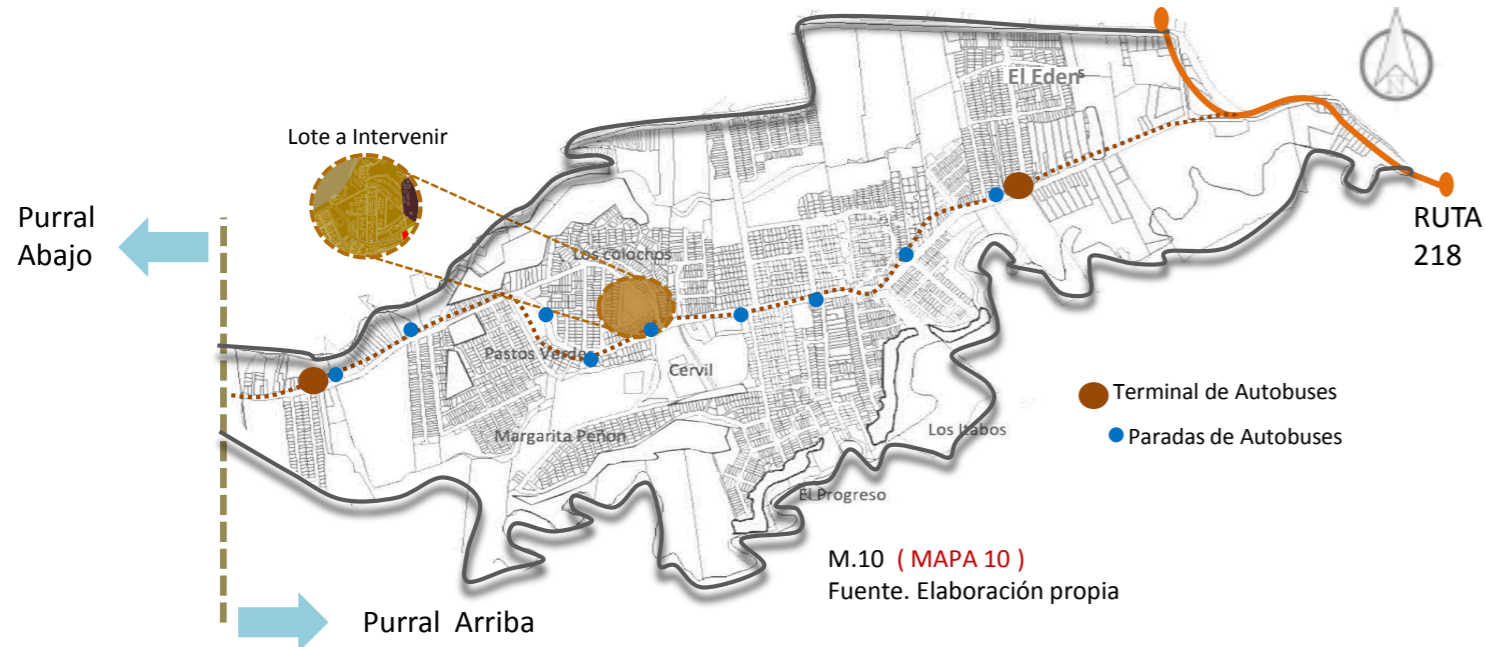 El Edens
Lote a Intervenir
Purral
Abajo
RUTA
218
Los colochos
Pastos Verdes
Cervil
Terminal de Autobuses
Paradas de Autobuses
Margarita Peñon
Los Itabos
El Progreso
M.10 ( MAPA 10 )
Fuente. Elaboración propia
Purral Arriba
N